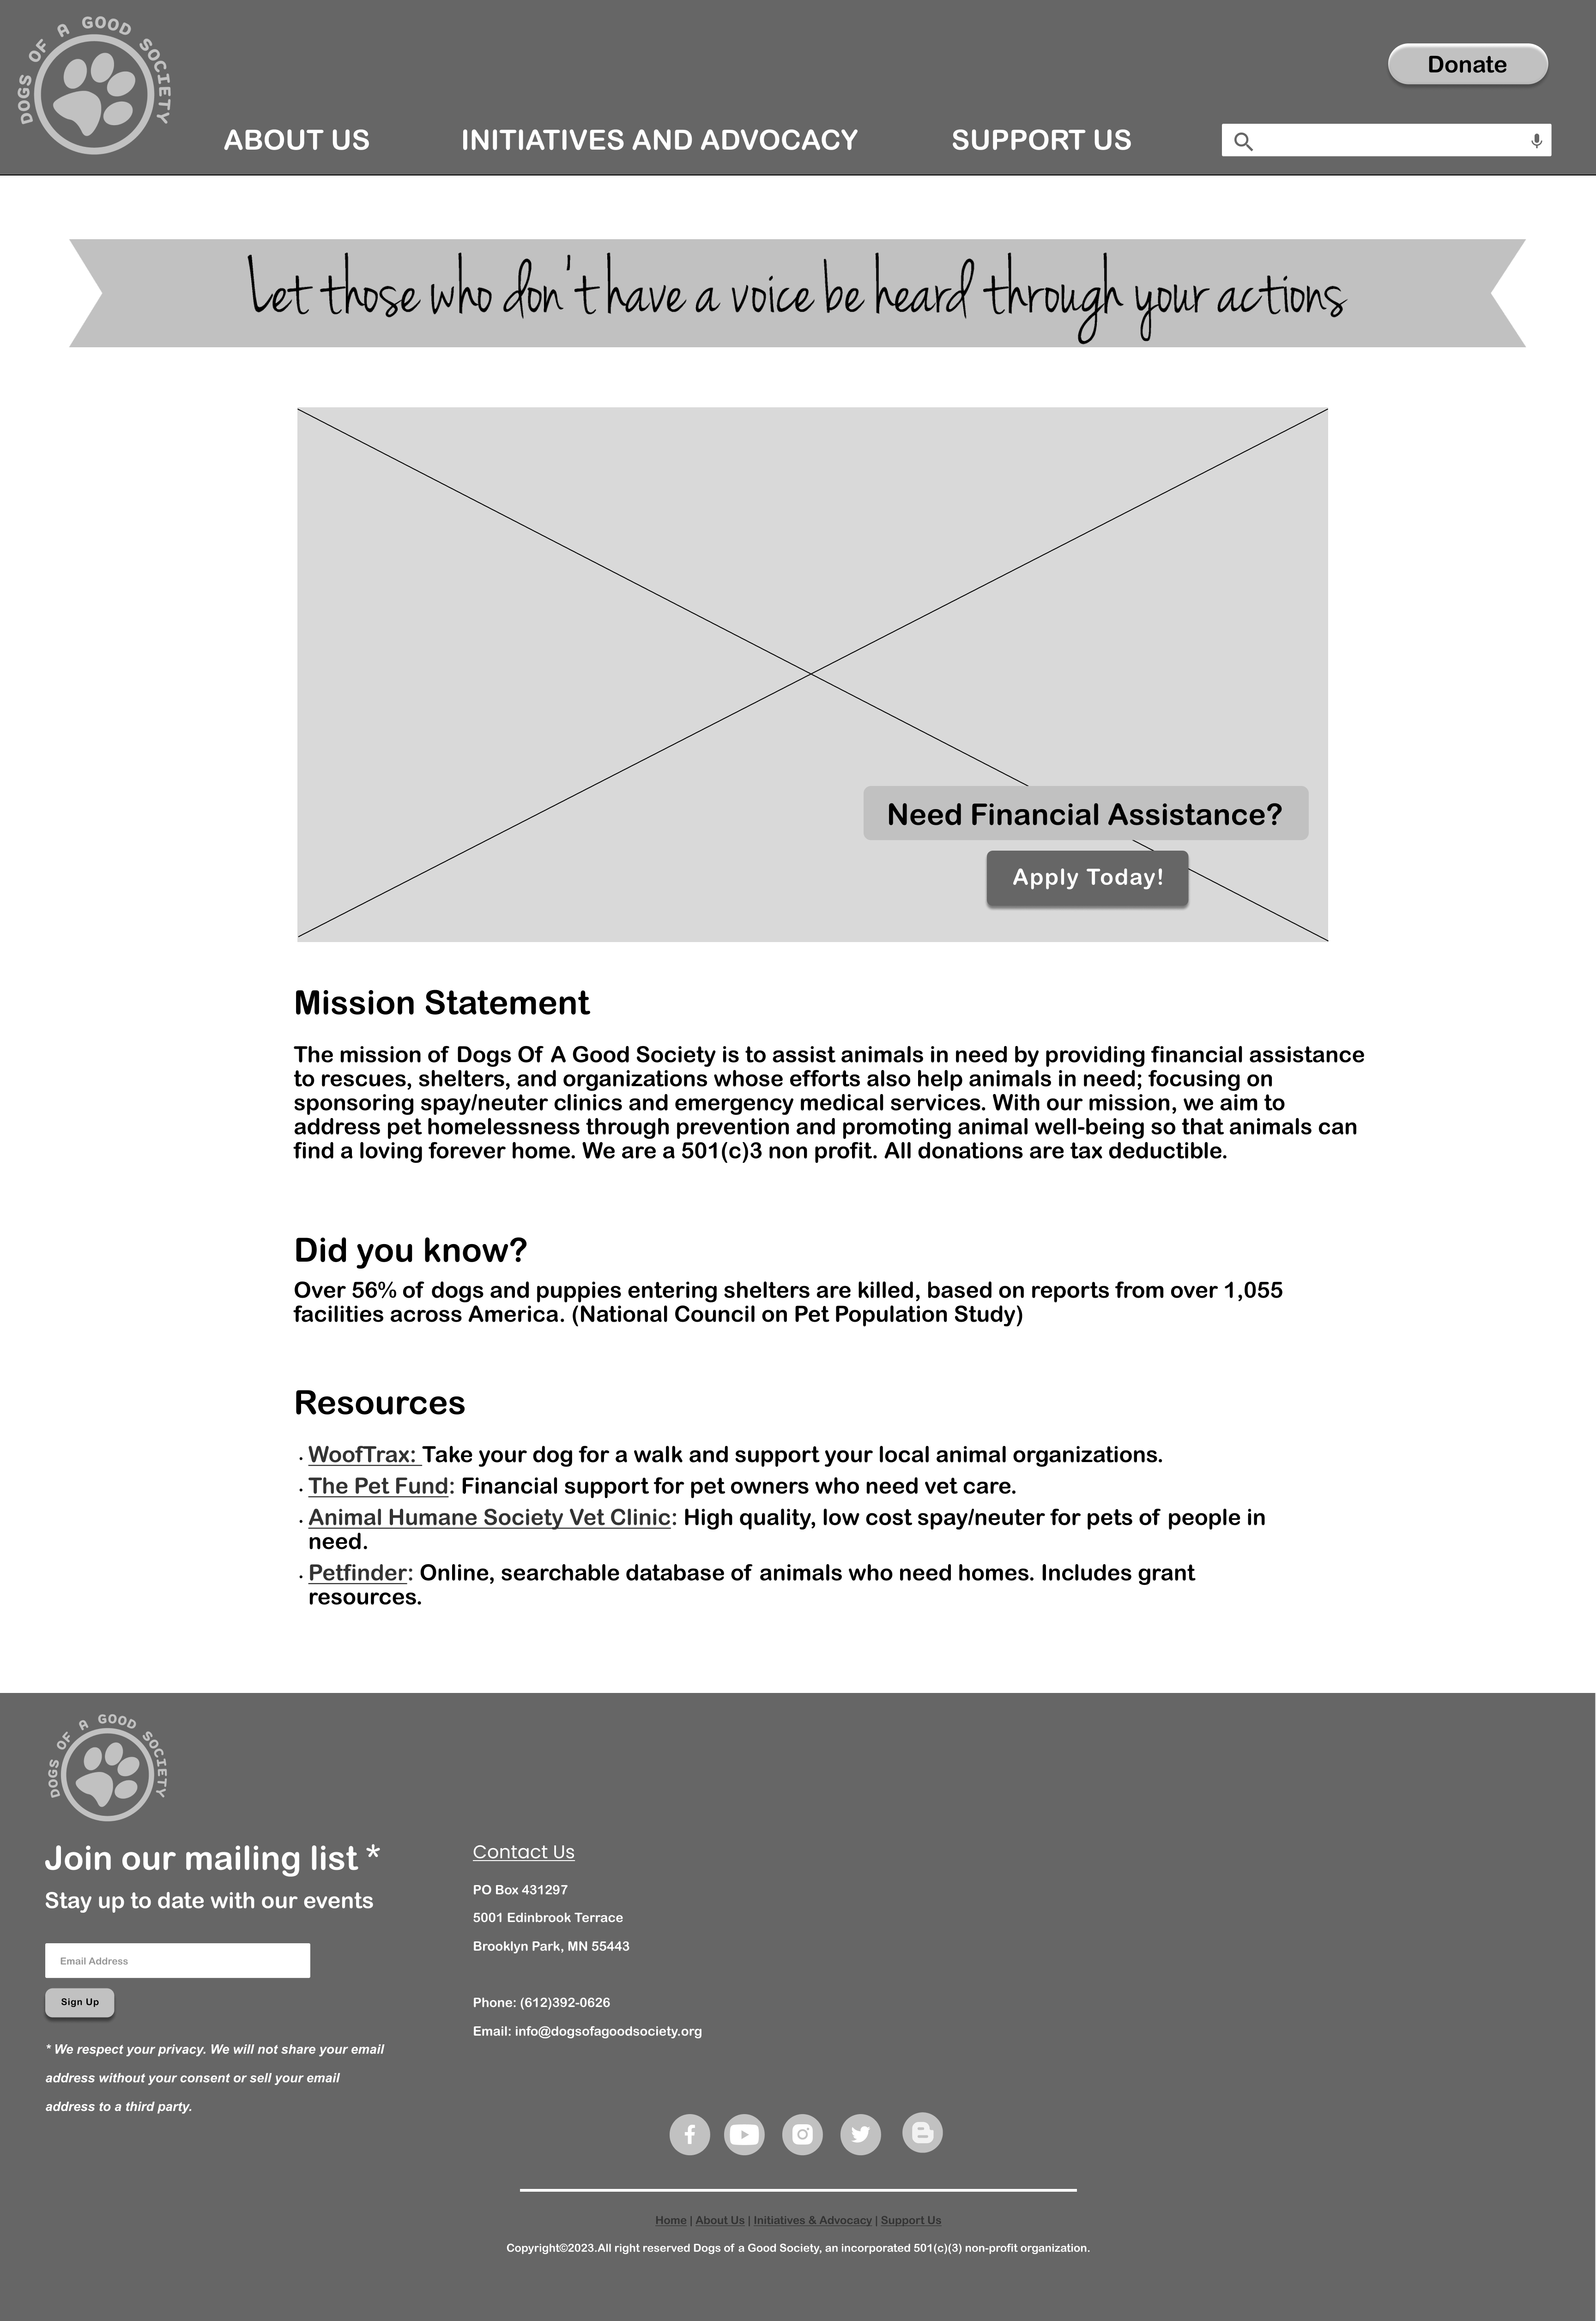 DOGS OF A GOOD SOCIETY
Donate
ABOUT US
INITIATIVES AND ADVOCACY
SUPPORT US
Let those who don't have a voice be heard through your actions
Need Financial Assistance?
Apply Today!
Mission Statement
The mission of Dogs Of A Good Society is to assist animals in need by providing financial assistance
to rescues, shelters, and organizations whose efforts also help animals in need; focusing on
sponsoring spay/neuter clinics and emergency medical services. With our mission, we aim to
address pet homelessness through prevention and promoting animal well-being so that animals can
find a loving forever home. We are a 501(c)3 non profit. All donations are tax deductible.
Did you know?
Over 56% of dogs and puppies entering shelters are killed, based on reports from over 1,055
facilities across America. (National Council on Pet Population Study)
Resources
• WoofTrax: Take your dog for a walk and support your local animal organizations.
• The Pet Fund: Financial support for pet owners who need vet care.
• Animal Humane Society Vet Clinic: High quality, low cost spay/neuter for pets of people in
need.
• Petfinder: Online, searchable database of animals who need homes. Includes grant
resources.
DOGS OF A GOOD SOCIETY
Join our mailing list *
Stay up to date with our events
Email Address
Sign Up
* We respect your privacy. We will not share your email
address without your consent or sell your email
address to a third party.
Contact Us
PO Box 431297
5001 Edinbrook Terrace
Brooklyn Park, MN 55443
Phone: (612)392-0626
Email: info@dogsofagoodsociety.org
Home | About Us | Initiatives & Advocacy | Support Us
Copyright©2023.All right reserved Dogs of a Good Society, an incorporated 501(c)(3) non-profit organization.